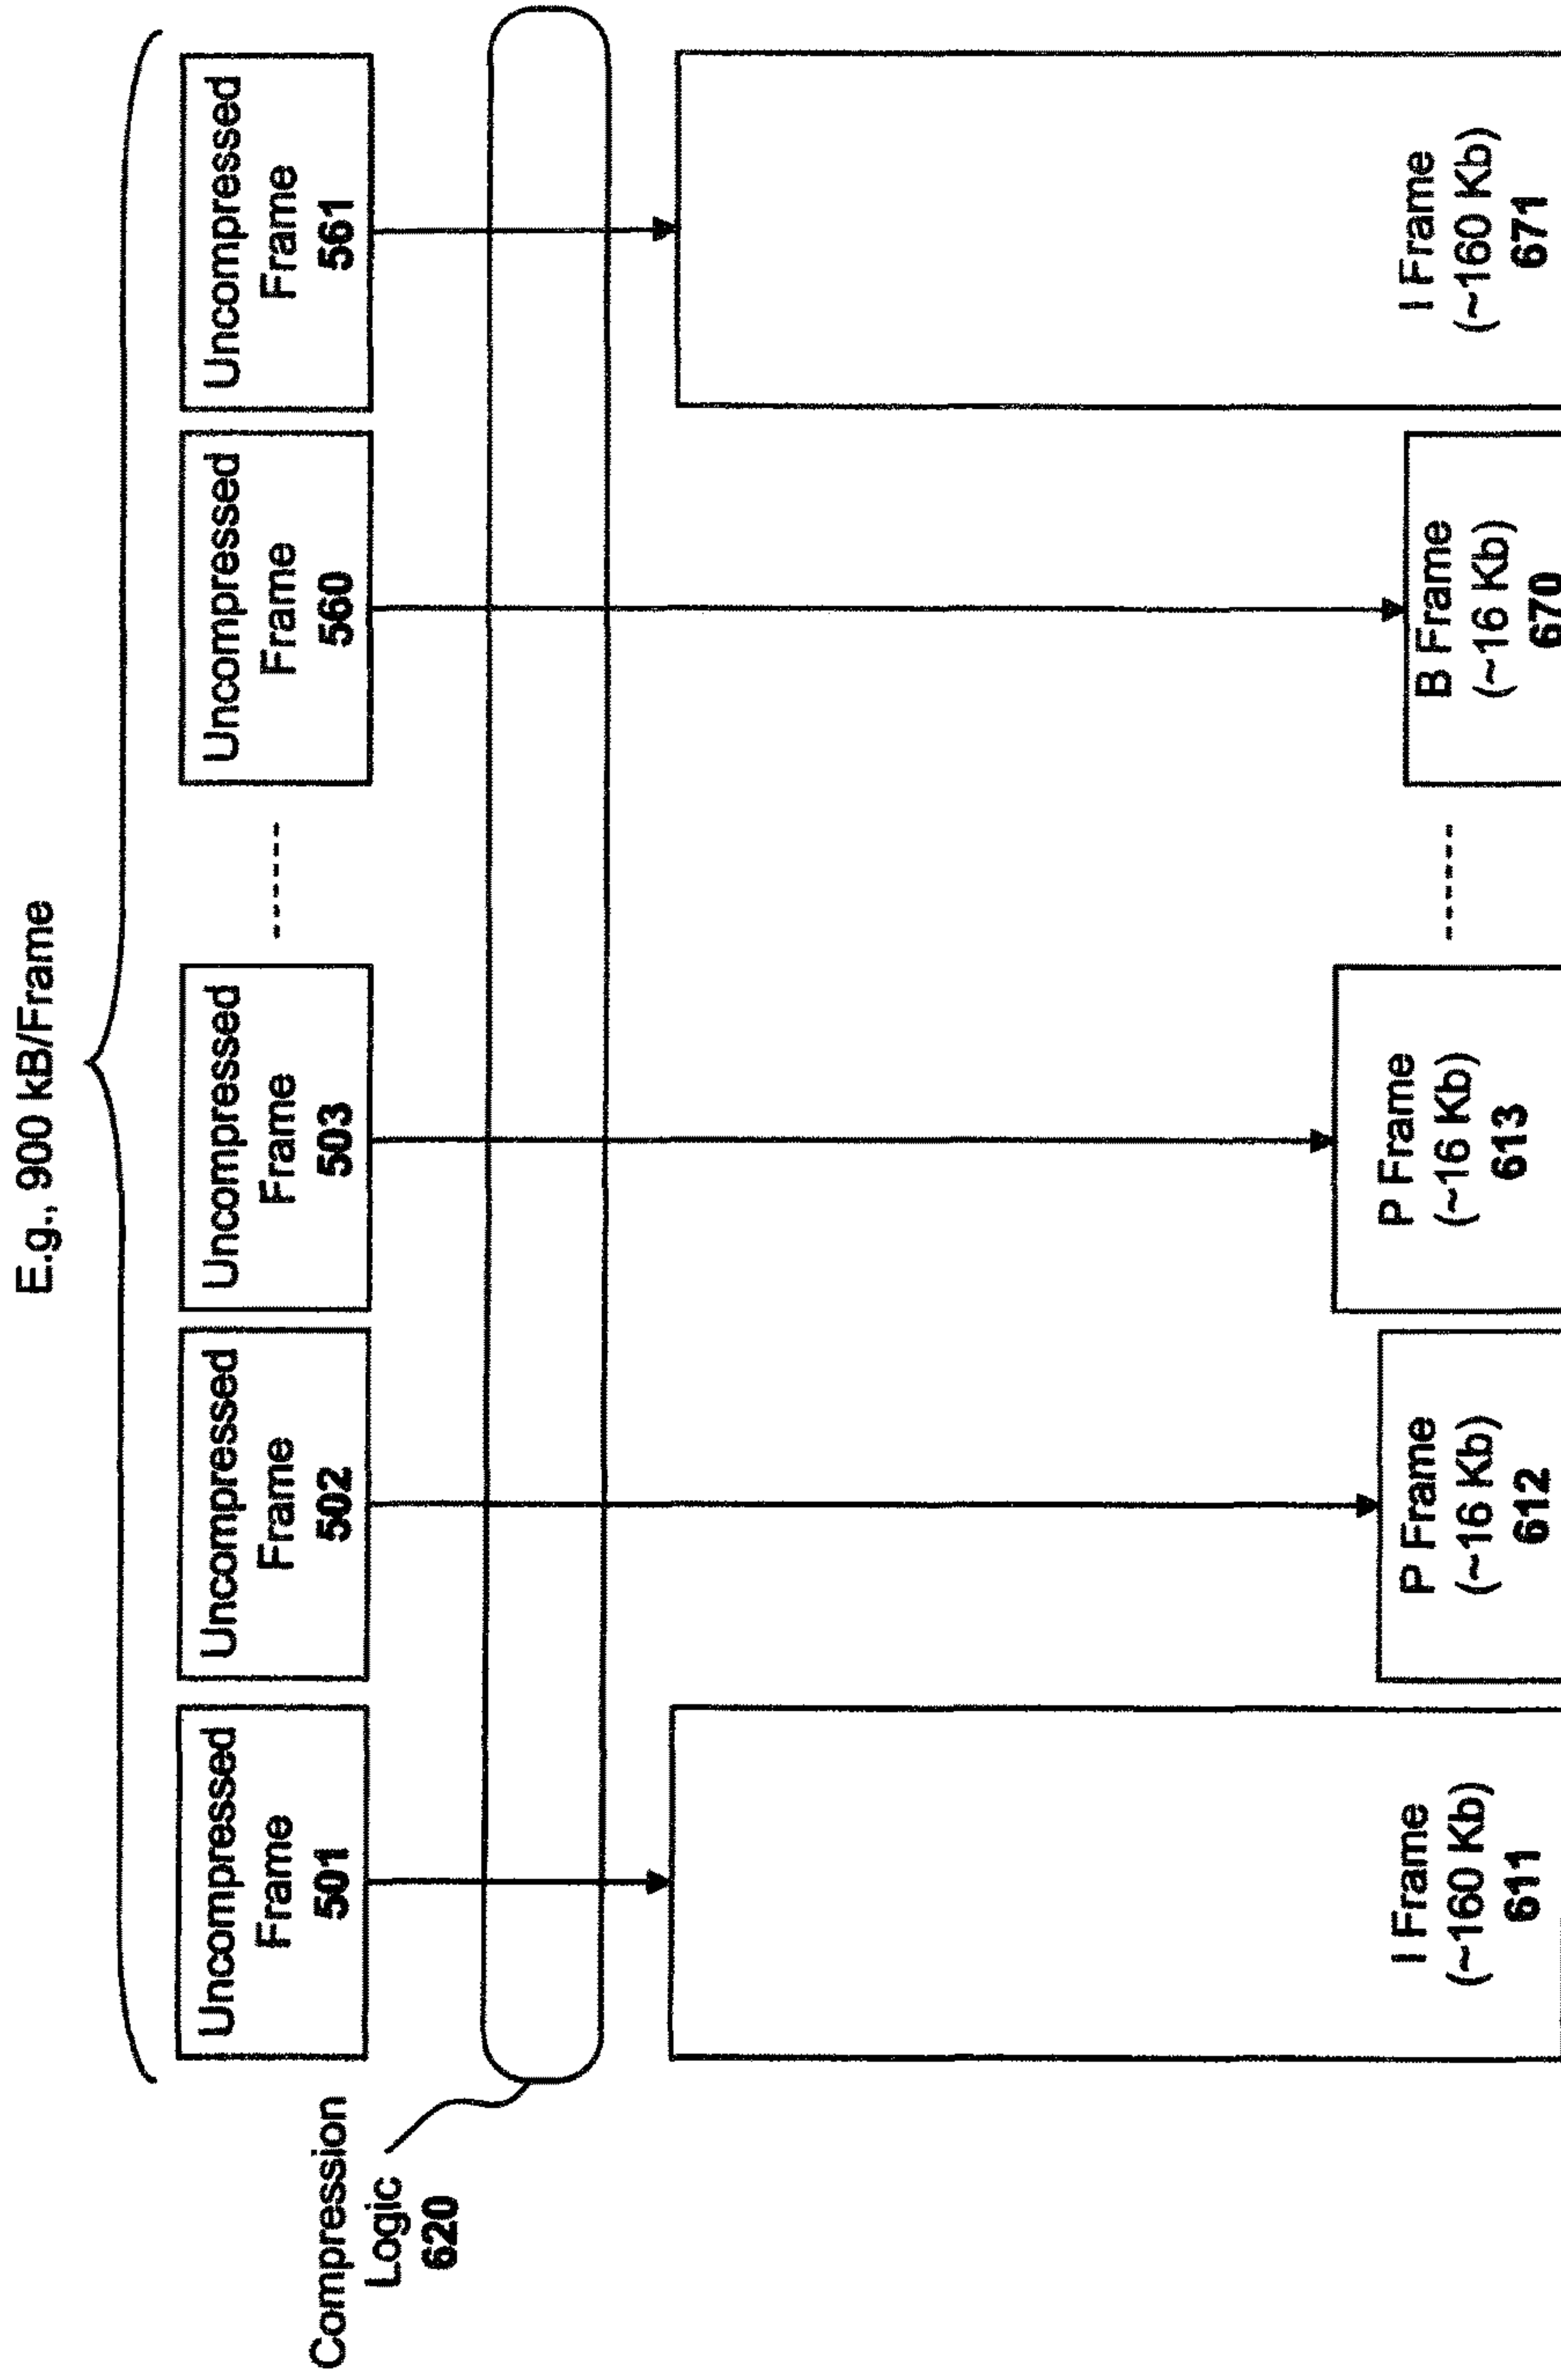 E.g., 900 kB/Frame
Uncompressed
Frame
501
Uncompressed
Frame
502
Uncompressed
Frame
503
------
Uncompressed
Frame
560
Uncompressed
Frame
561
Compression
Logic
620
I Frame
(~160 Kb)
611
P Frame
(~16 Kb)
612
P Frame
(~16 Kb)
613
------
B Frame
(~16 Kb)
670
I Frame
(~160 Kb)
671